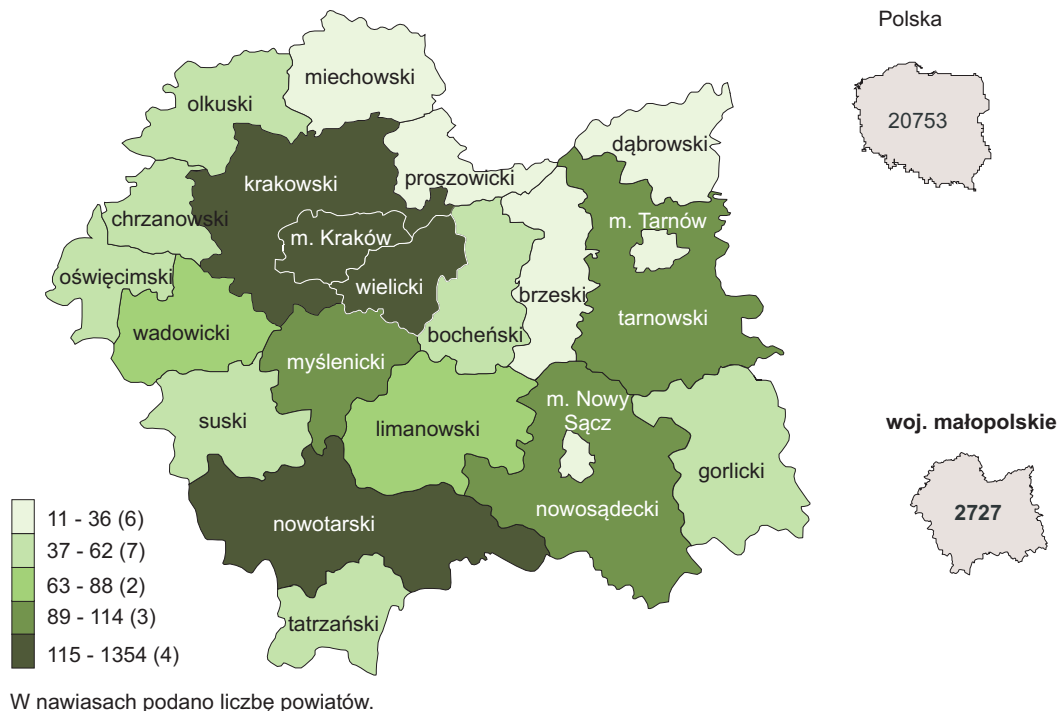 Polska
20753
miechowski
olkuski
dąbrowski
proszowicki
krakowski
chrzanowski
m. Tarnów
m. Kraków
oświęcimski
wielicki
brzeski
tarnowski
wadowicki
bocheński
myślenicki
m. Nowy
Sącz
suski
limanowski
woj. małopolskie
gorlicki
2727
nowosądecki
nowotarski
tatrzański
11 - 36 (6)
37 - 62 (7)
63 - 88 (2)
89 - 114 (3)
115 - 1354 (4)
W nawiasach podano liczbę powiatów.